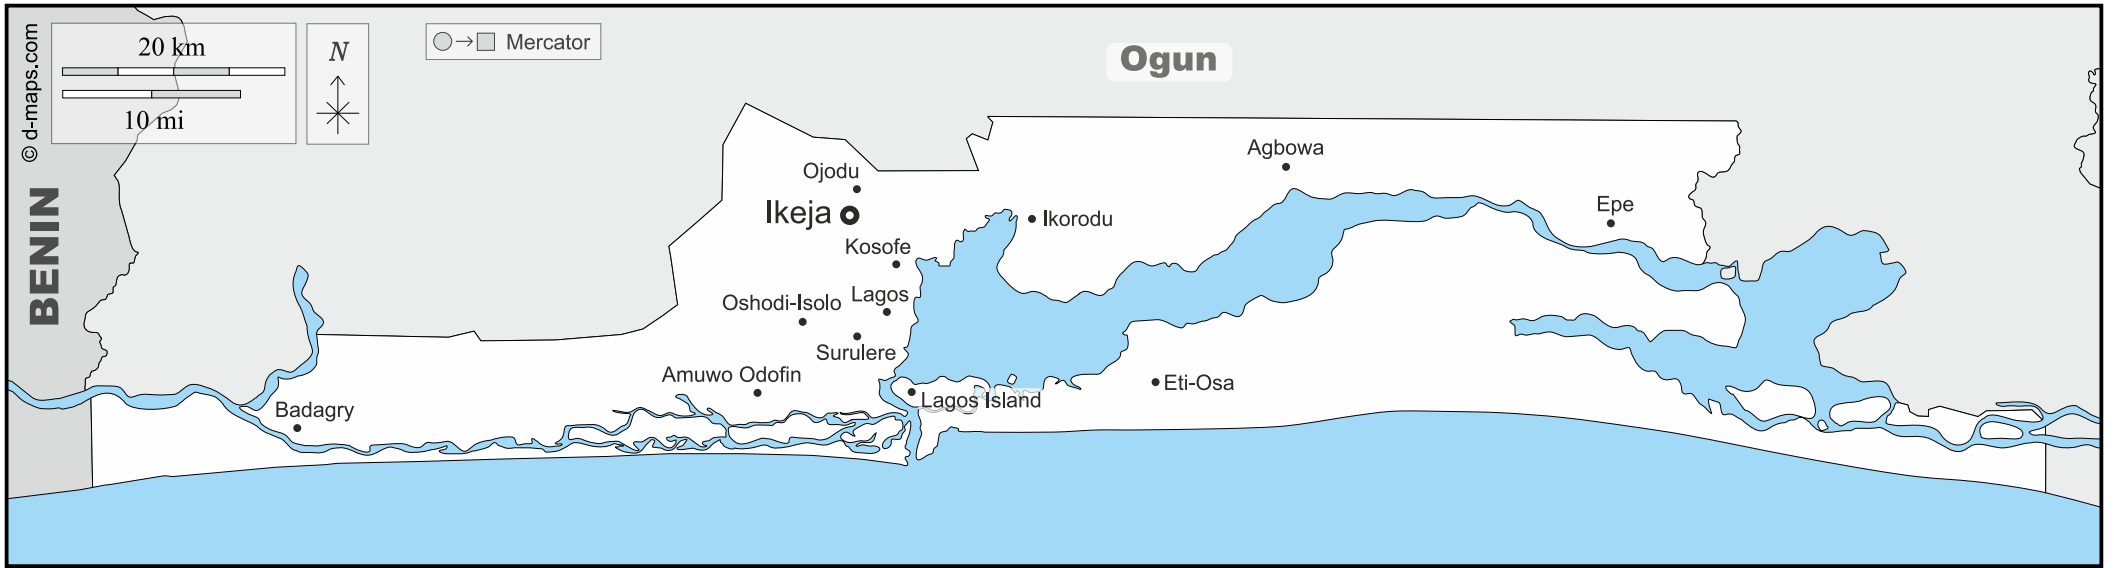 © d-maps.com
20 km
10 mi
N
Mercator
Ogun
BENIN
Agbowa
Ojodu
Ikeja
Ikorodu
Epe
Kosofe
Lagos
Oshodi-Isolo
Surulere
Amuwo Odofin
Eti-Osa
Lagos Island
Badagry